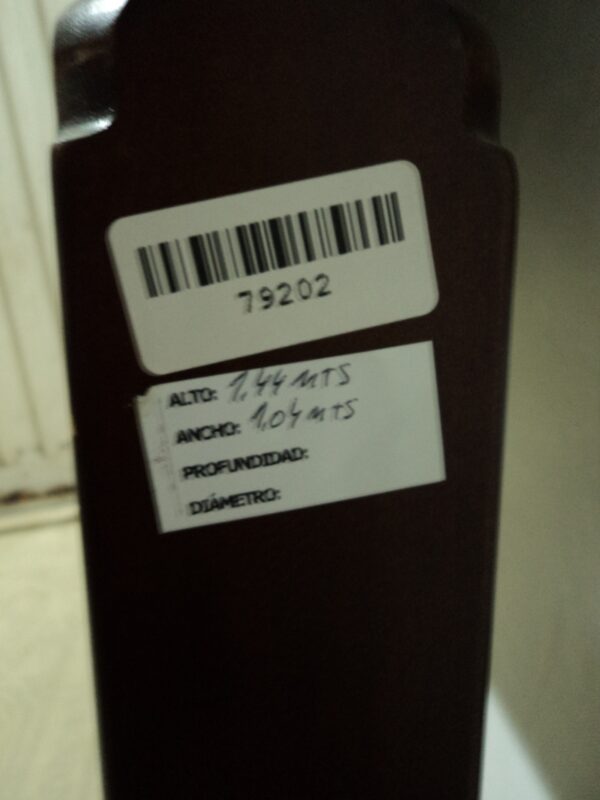 79202
ALTO: 1,44 MTS
ANCHO: 1,04 MTS
PROFUNDIDAD:
DIÁMETRO: